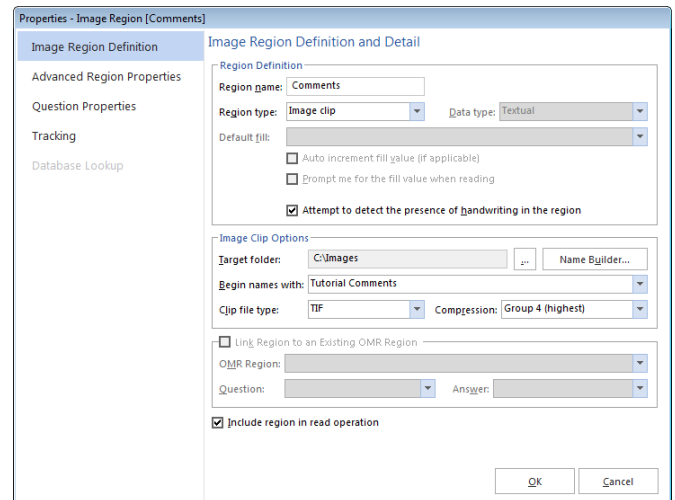 Properties - Image Region [Comments]
Image Region Definition
Advanced Region Properties
Question Properties
Tracking
Database Lookup
Image Region Definition and Detail
Region Definition
Region name: Comments
Region type: Image clip Data type: Textual
Default fill:
Auto increment fill value (if applicable)
Prompt me for the fill value when reading
Attempt to detect the presence of handwriting in the region
Image Clip Options
Target folder: C:\Images ... Name Builder...
Begin names with: Tutorial Comments
Clip file type: TIF Compression: Group 4 (highest)
Link Region to an Existing OMR Region
OMR Region:
Question: Answer:
Include region in read operation
OK Cancel